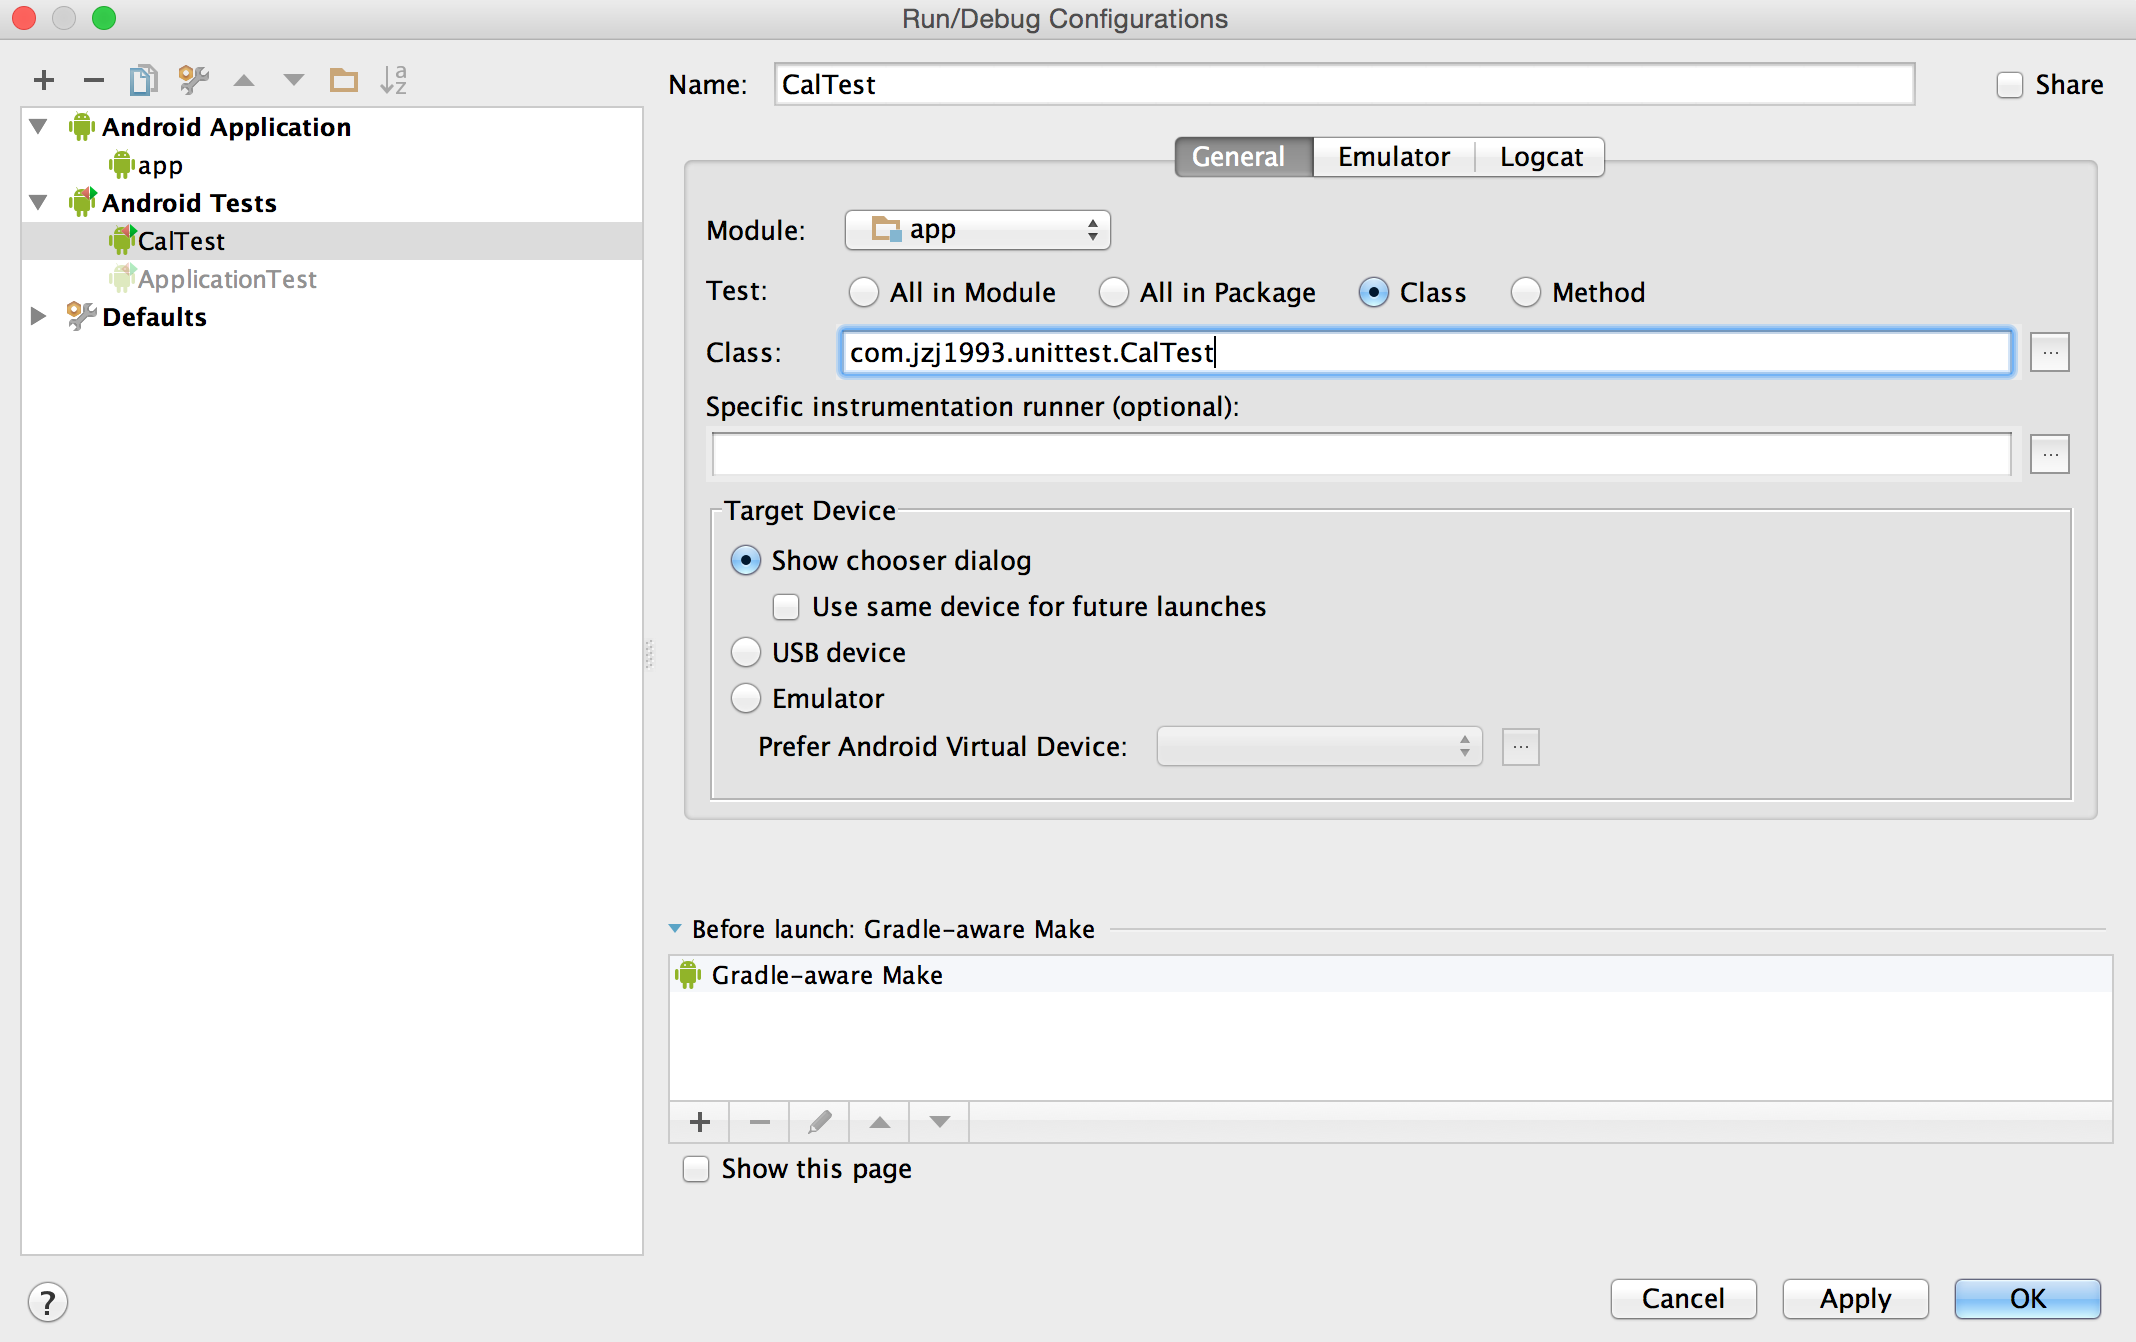 Run/Debug Configurations
Name: CalTest Share
Android Application
app
Android Tests
CalTest
ApplicationTest
Defaults
General Emulator Logcat
Module: app
Test: All in Module All in Package Class Method
Class: com.jzj1993.unittest.CalTest ...
Specific instrumentation runner (optional):
...
Target Device
Show chooser dialog
Use same device for future launches
USB device
Emulator
Prefer Android Virtual Device: ...
Before launch: Gradle-aware Make
Gradle-aware Make
Show this page
? Cancel Apply OK